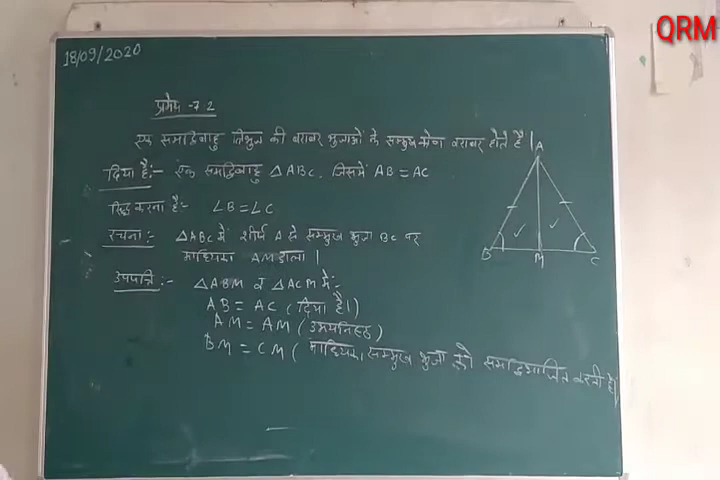 QRM
18/09/2020
प्रमेय -7.2
एक समद्विबाहु त्रिभुज की बराबर भुजाओं के सम्मुख कोण बराबर होते हैं।
दिया है:- एक समद्विबाहु △ABC, जिसमें AB = AC
सिद्ध करना है:- ∠B = ∠C
रचना:- △ABC में शीर्ष A से सम्मुख भुजा BC पर
माध्यिका AM डाला।
उपपत्ति:- △ABM व △ACM में:-
AB = AC (दिया है।)
AM = AM (उभयनिष्ठ)
BM = CM (माध्यिका सम्मुख भुजा को समद्विभाजित करती है।)
A
B M C